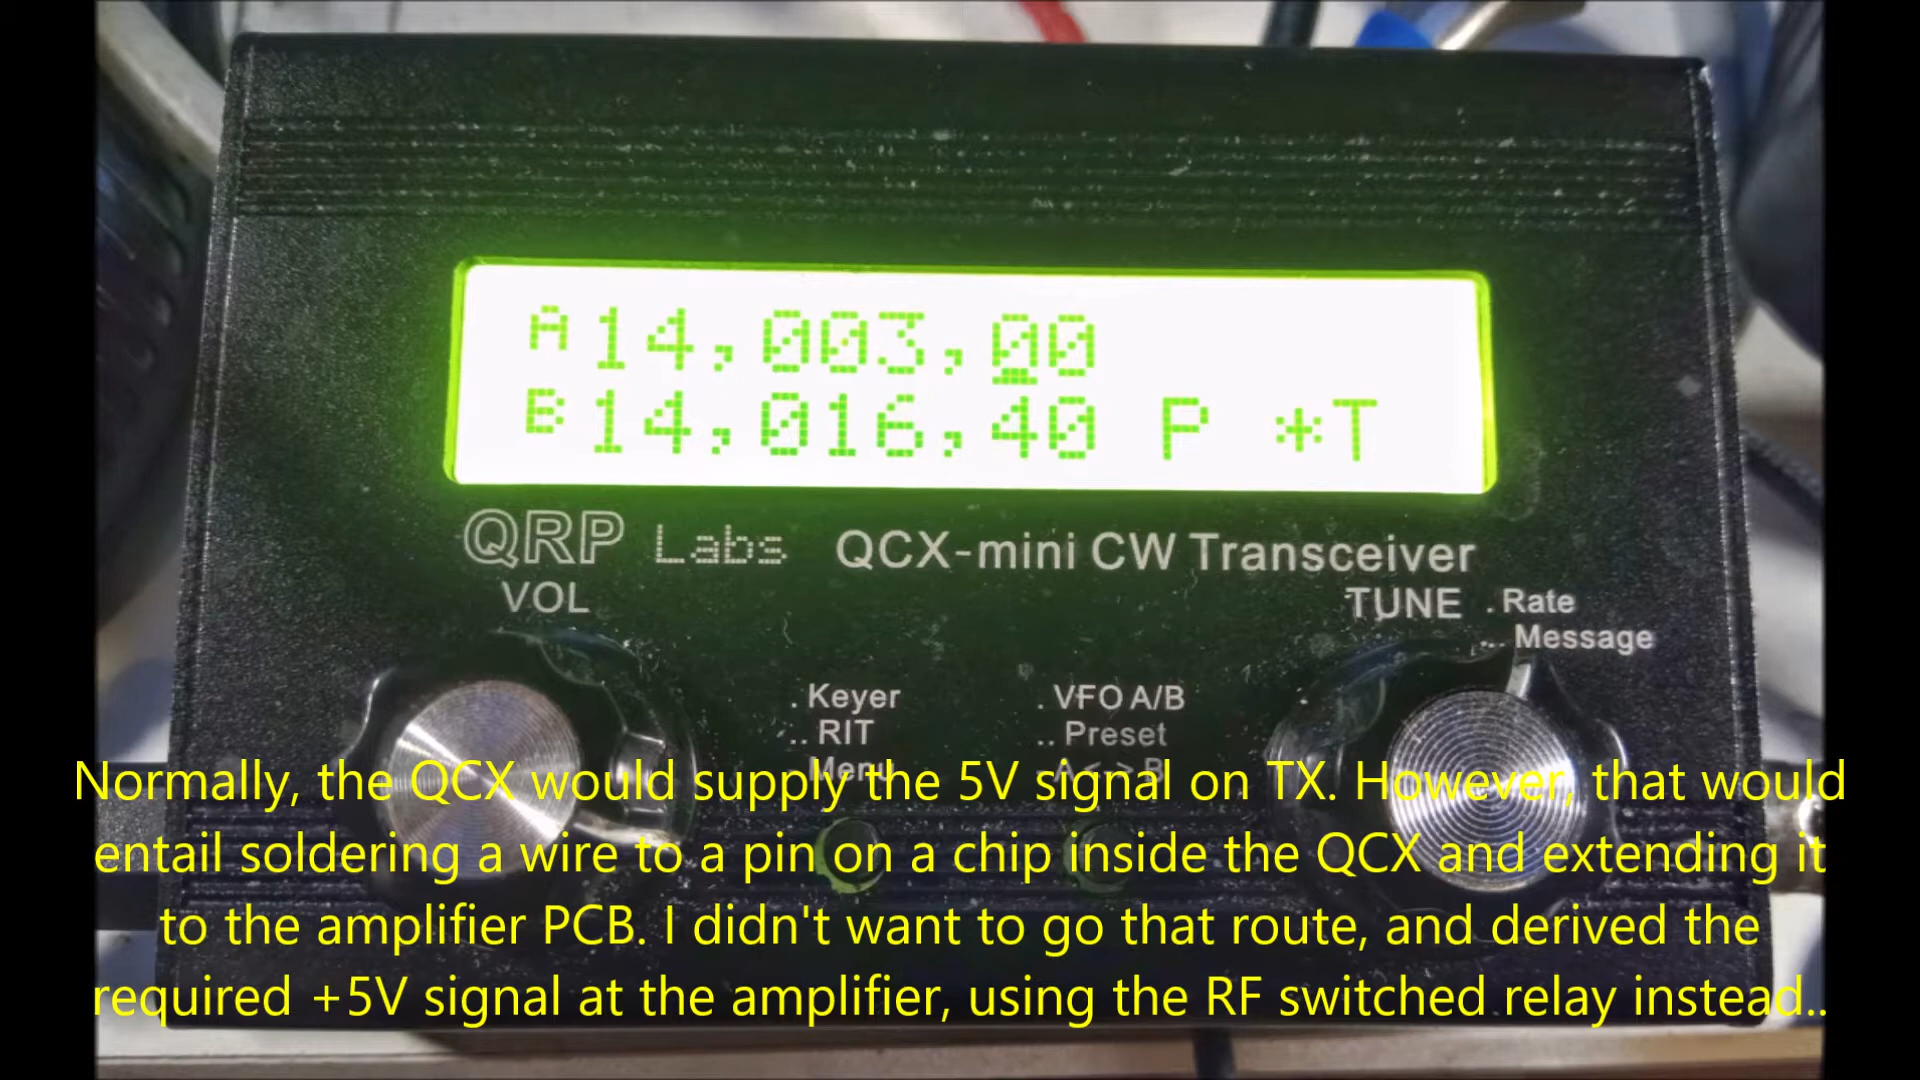 A 14,003,00
B 14,016,40 P *T
QRP Labs QCX-mini CW Transceiver
VOL
TUNE . Rate
... Message
. Keyer
.. RIT
Menu
. VFO A/B
.. Preset
A<->B
Normally, the QCX would supply the 5V signal on TX. However, that would
entail soldering a wire to a pin on a chip inside the QCX and extending it
to the amplifier PCB. I didn't want to go that route, and derived the
required +5V signal at the amplifier, using the RF switched relay instead..